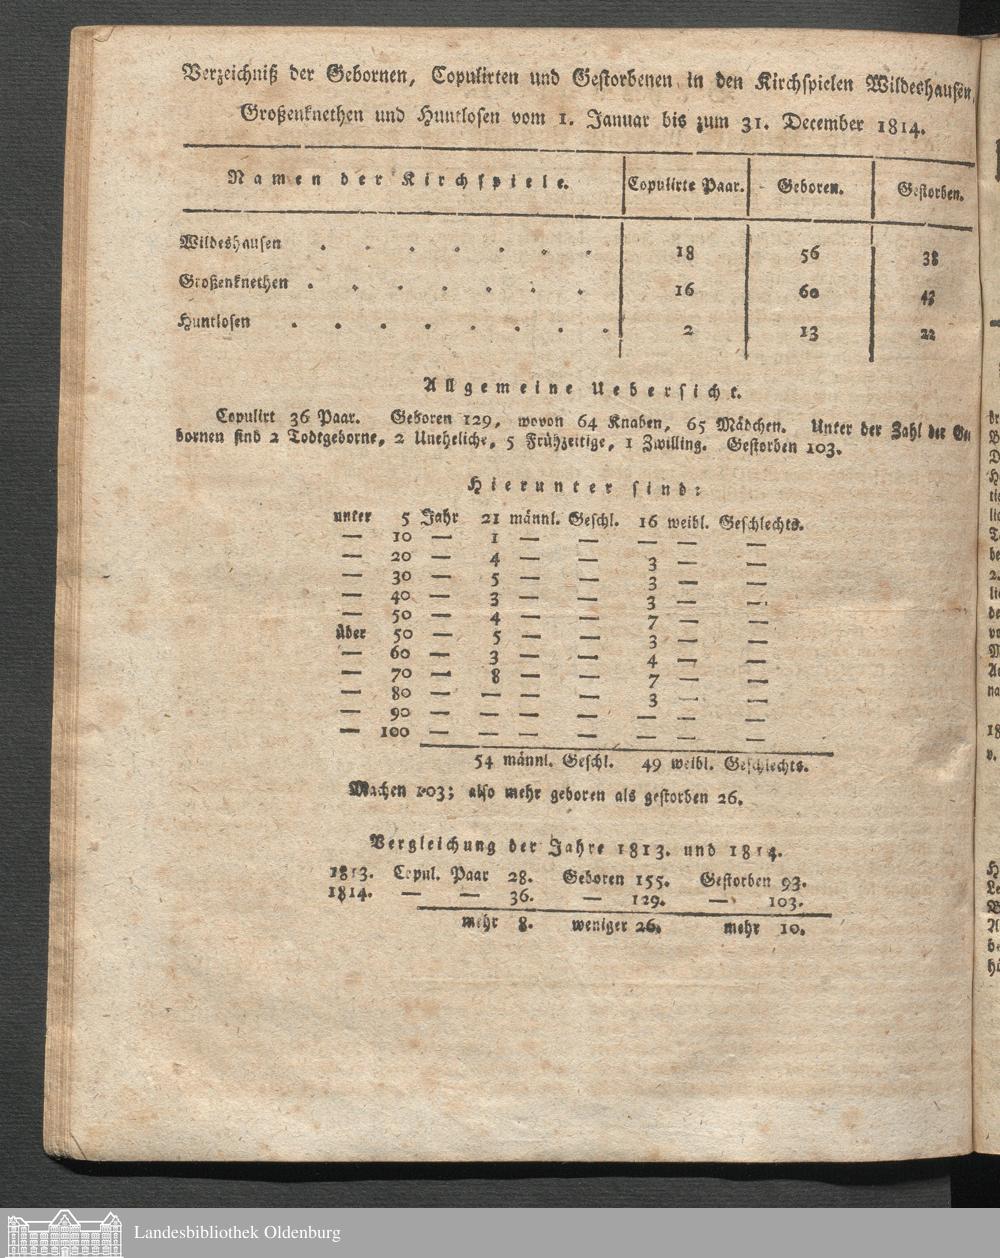 Verzeichniß der Gebornen, Copulirten und Gestorbenen in den Kirchspielen Wildeshausen,
Großenknethen und Huntlosen vom 1. Januar bis zum 31. December 1814.
Namen der Kirchspiele. Copulirte Paar. Geboren. Gestorben.
Wildeshausen . . . . . . . 18 56 38
Großenknethen . . . . . . . 16 60 43
Huntlosen . . . . . . . . 2 13 22
Allgemeine Uebersicht.
Copulirt 36 Paar. Geboren 129, wovon 64 Knaben, 65 Mädchen. Unter der Zahl der Ge
bornen sind 2 Todtgeborne, 2 Uneheliche, 5 Frühzeitige, 1 Zwilling. Gestorben 103.
Hierunter sind:
unter 5 Jahr 21 männl. Geschl. 16 weibl. Geschlechts.
— 10 — 1 — — — — —
— 20 — 4 — — 3 — —
— 30 — 5 — — 3 — —
— 40 — 3 — — 3 — —
— 50 — 4 — — 7 — —
über 50 — 5 — — 3 — —
— 60 — 3 — — 4 — —
— 70 — 8 — — 7 — —
— 80 — — — — 3 — —
— 90 — — — — — — —
— 100 — — — — — — —
54 männl. Geschl. 49 weibl. Geschlechts.
Machen 103; also mehr geboren als gestorben 26.
Vergleichung der Jahre 1813. und 1814.
1813. Copul. Paar 28. Geboren 155. Gestorben 93.
1814. — — 36. — 129. — 103.
mehr 8. weniger 26. mehr 10.
Landesbibliothek Oldenburg